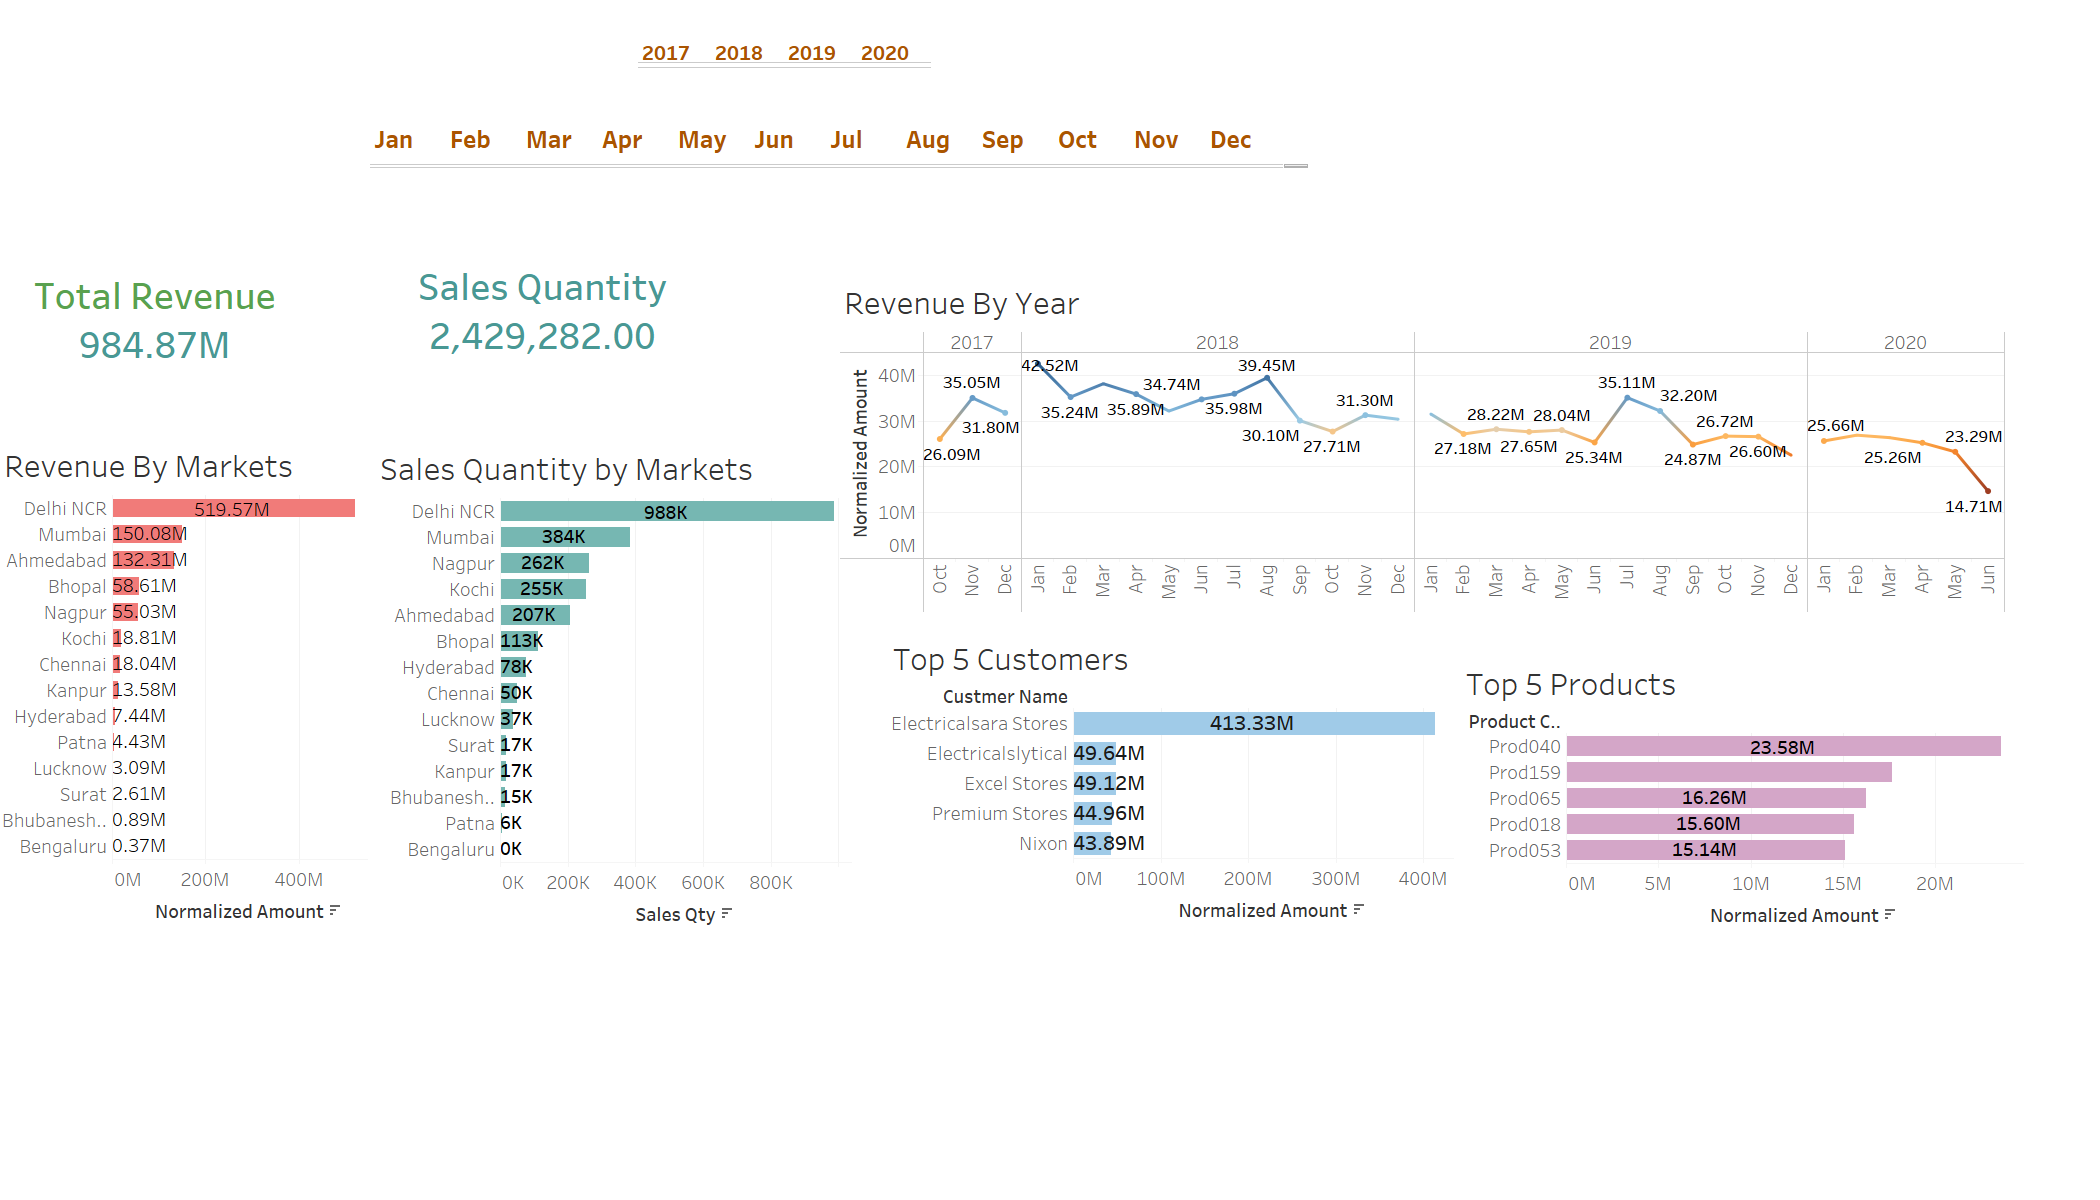 2017 2018 2019 2020
Jan Feb Mar Apr May Jun Jul Aug Sep Oct Nov Dec
Total Revenue
984.87M
Sales Quantity
2,429,282.00
Revenue By Markets
Delhi NCR 519.57M
Mumbai 150.08M
Ahmedabad 132.31M
Bhopal 58.61M
Nagpur 55.03M
Kochi 18.81M
Chennai 18.04M
Kanpur 13.58M
Hyderabad 7.44M
Patna 4.43M
Lucknow 3.09M
Surat 2.61M
Bhubanesh.. 0.89M
Bengaluru 0.37M
0M 200M 400M
Normalized Amount
Sales Quantity by Markets
Delhi NCR 988K
Mumbai 384K
Nagpur 262K
Kochi 255K
Ahmedabad 207K
Bhopal 113K
Hyderabad 78K
Chennai 50K
Lucknow 37K
Surat 17K
Kanpur 17K
Bhubanesh.. 15K
Patna 6K
Bengaluru 0K
0K 200K 400K 600K 800K
Sales Qty
Revenue By Year
2017 2018 2019 2020
Normalized Amount
40M
30M
20M
10M
0M
26.09M 35.05M 31.80M
42.52M 35.24M 35.89M 34.74M 35.98M 39.45M 30.10M 27.71M 31.30M
27.18M 28.22M 27.65M 28.04M 25.34M 35.11M 32.20M 24.87M 26.72M 26.60M
25.66M 25.26M 23.29M 14.71M
Oct Nov Dec Jan Feb Mar Apr May Jun Jul Aug Sep Oct Nov Dec Jan Feb Mar Apr May Jun Jul Aug Sep Oct Nov Dec Jan Feb Mar Apr May Jun
Top 5 Customers
Custmer Name
Electricalsara Stores 413.33M
Electricalslytical 49.64M
Excel Stores 49.12M
Premium Stores 44.96M
Nixon 43.89M
0M 100M 200M 300M 400M
Normalized Amount
Top 5 Products
Product C..
Prod040 23.58M
Prod159
Prod065 16.26M
Prod018 15.60M
Prod053 15.14M
0M 5M 10M 15M 20M
Normalized Amount